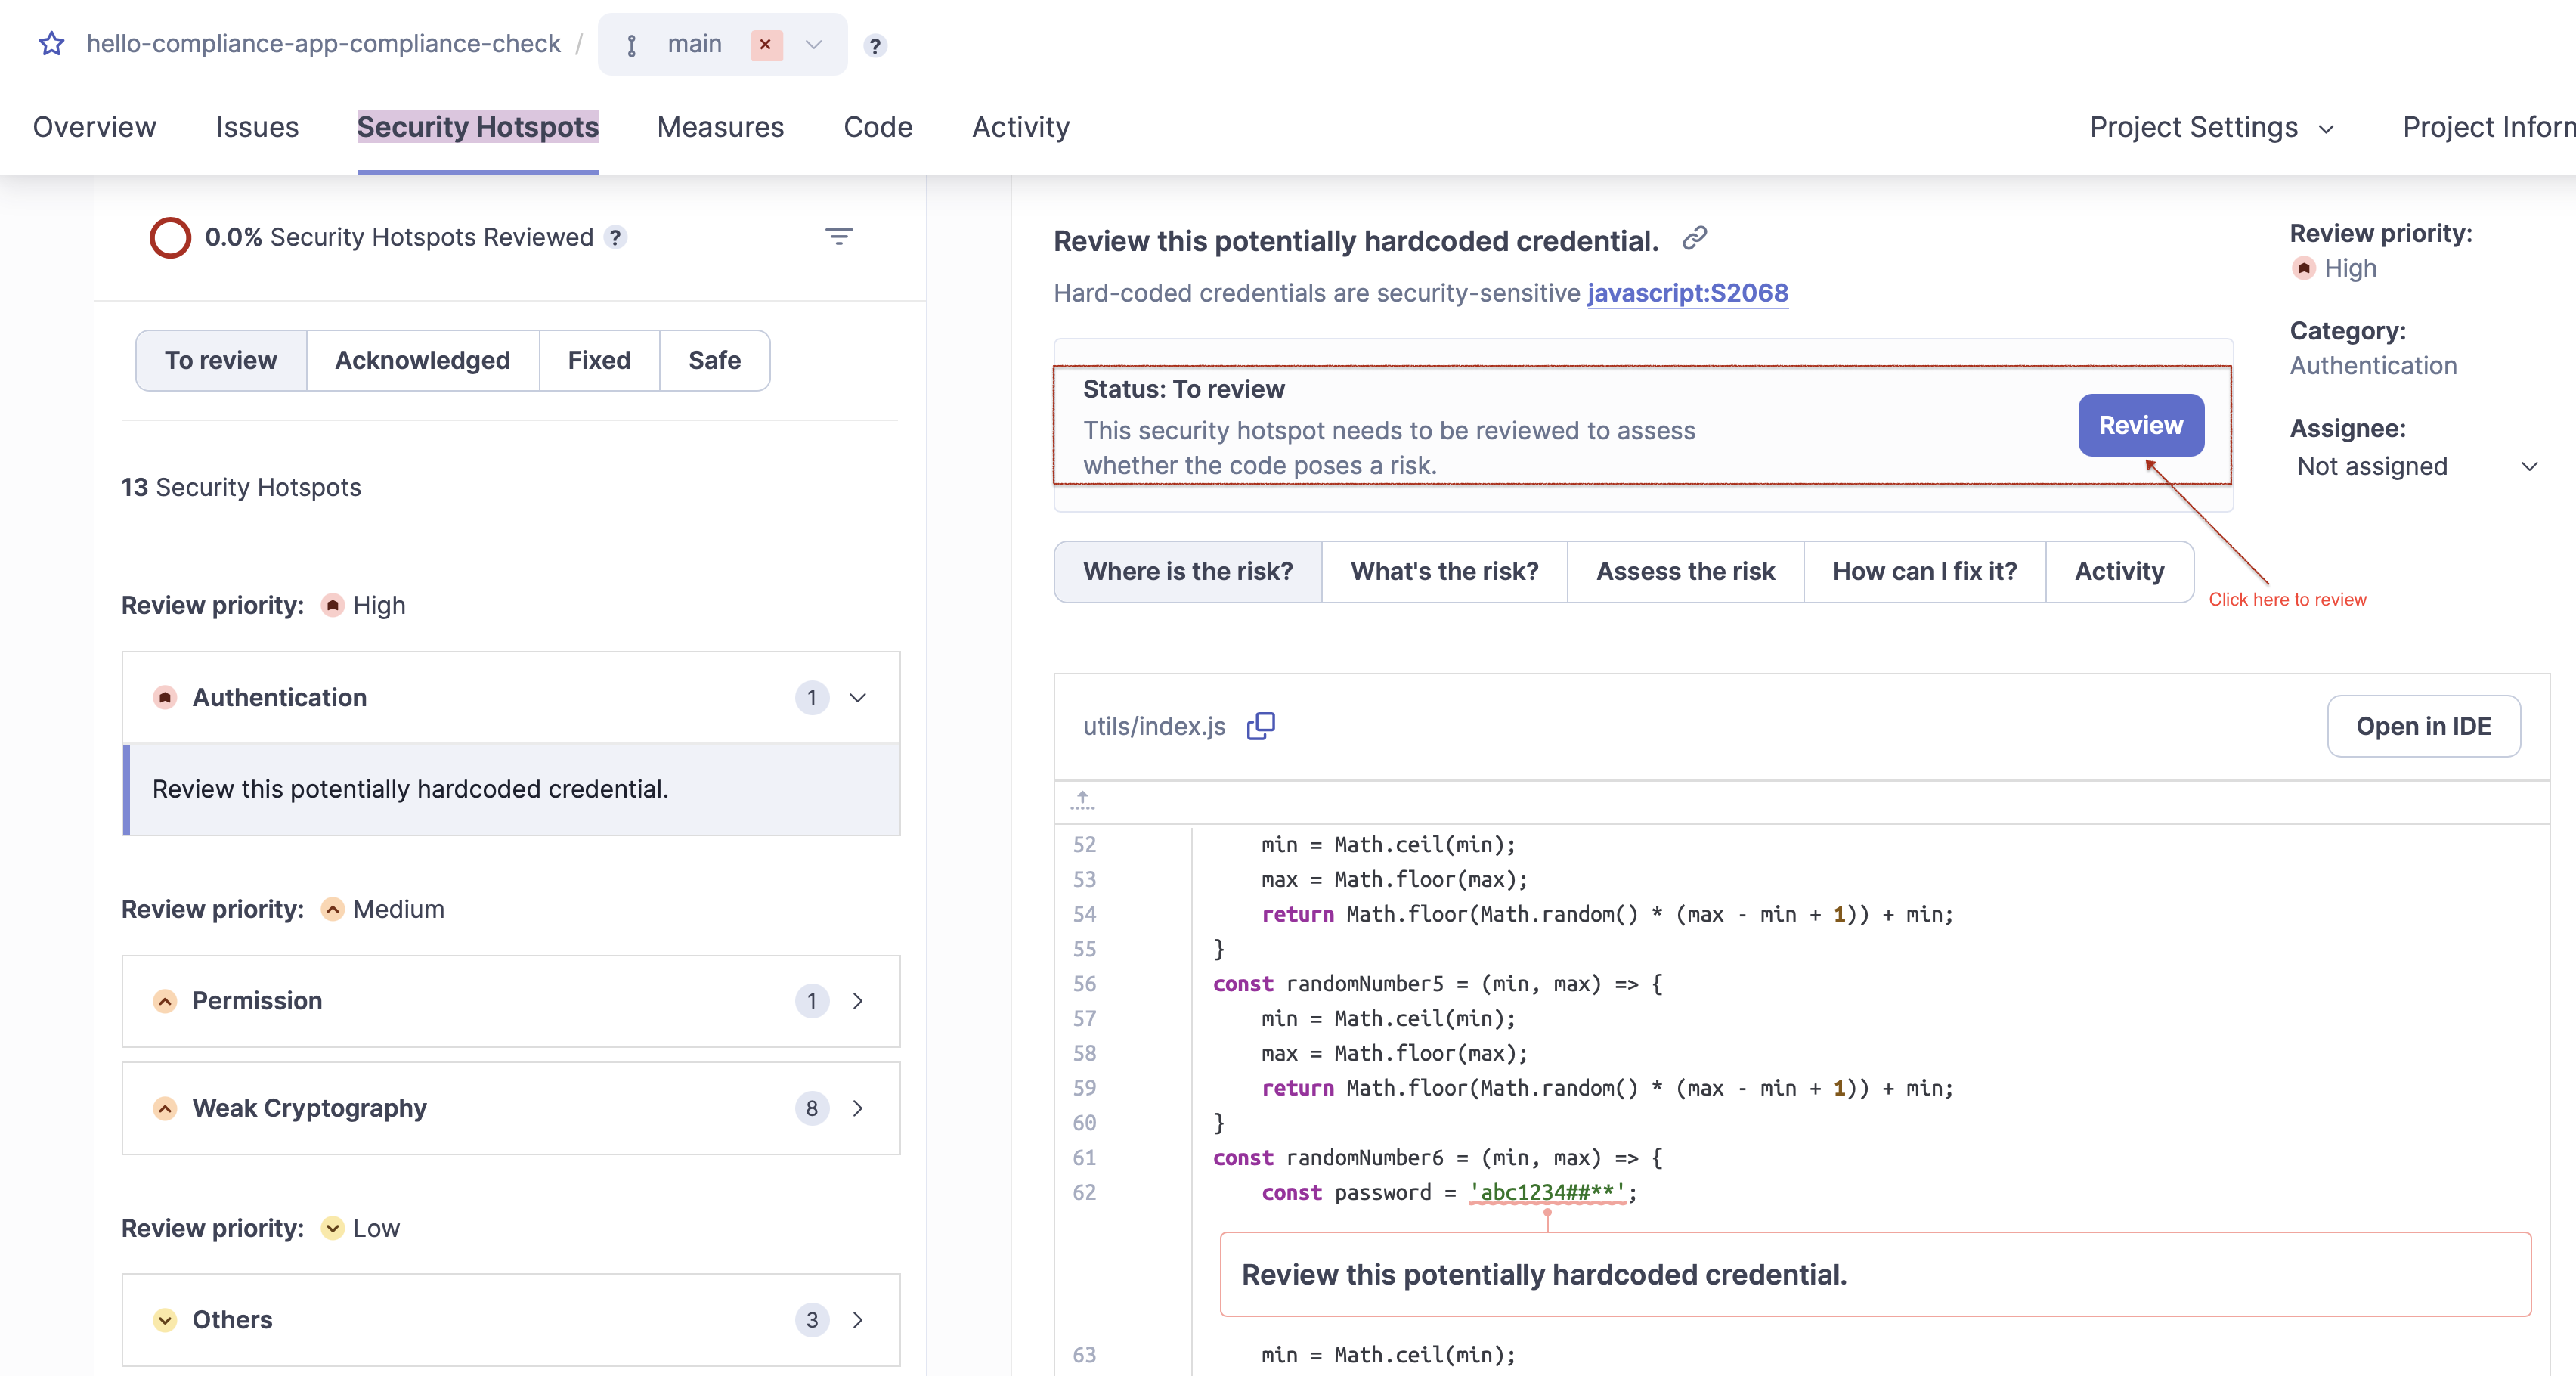 hello-compliance-app-compliance-check / main ?
Overview Issues Security Hotspots Measures Code Activity Project Settings Project Inform
0.0% Security Hotspots Reviewed ?
To review Acknowledged Fixed Safe
13 Security Hotspots
Review priority: High
Authentication 1
Review this potentially hardcoded credential.
Review priority: Medium
Permission 1
Weak Cryptography 8
Review priority: Low
Others 3
Review this potentially hardcoded credential.
Hard-coded credentials are security-sensitive javascript:S2068
Status: To review
This security hotspot needs to be reviewed to assess
whether the code poses a risk.
Review
Click here to review
Review priority:
High
Category:
Authentication
Assignee:
Not assigned
Where is the risk? What's the risk? Assess the risk How can I fix it? Activity
utils/index.js Open in IDE
52 min = Math.ceil(min);
53 max = Math.floor(max);
54 return Math.floor(Math.random() * (max - min + 1)) + min;
55 }
56 const randomNumber5 = (min, max) => {
57 min = Math.ceil(min);
58 max = Math.floor(max);
59 return Math.floor(Math.random() * (max - min + 1)) + min;
60 }
61 const randomNumber6 = (min, max) => {
62 const password = 'abc1234##**';
Review this potentially hardcoded credential.
63 min = Math.ceil(min);